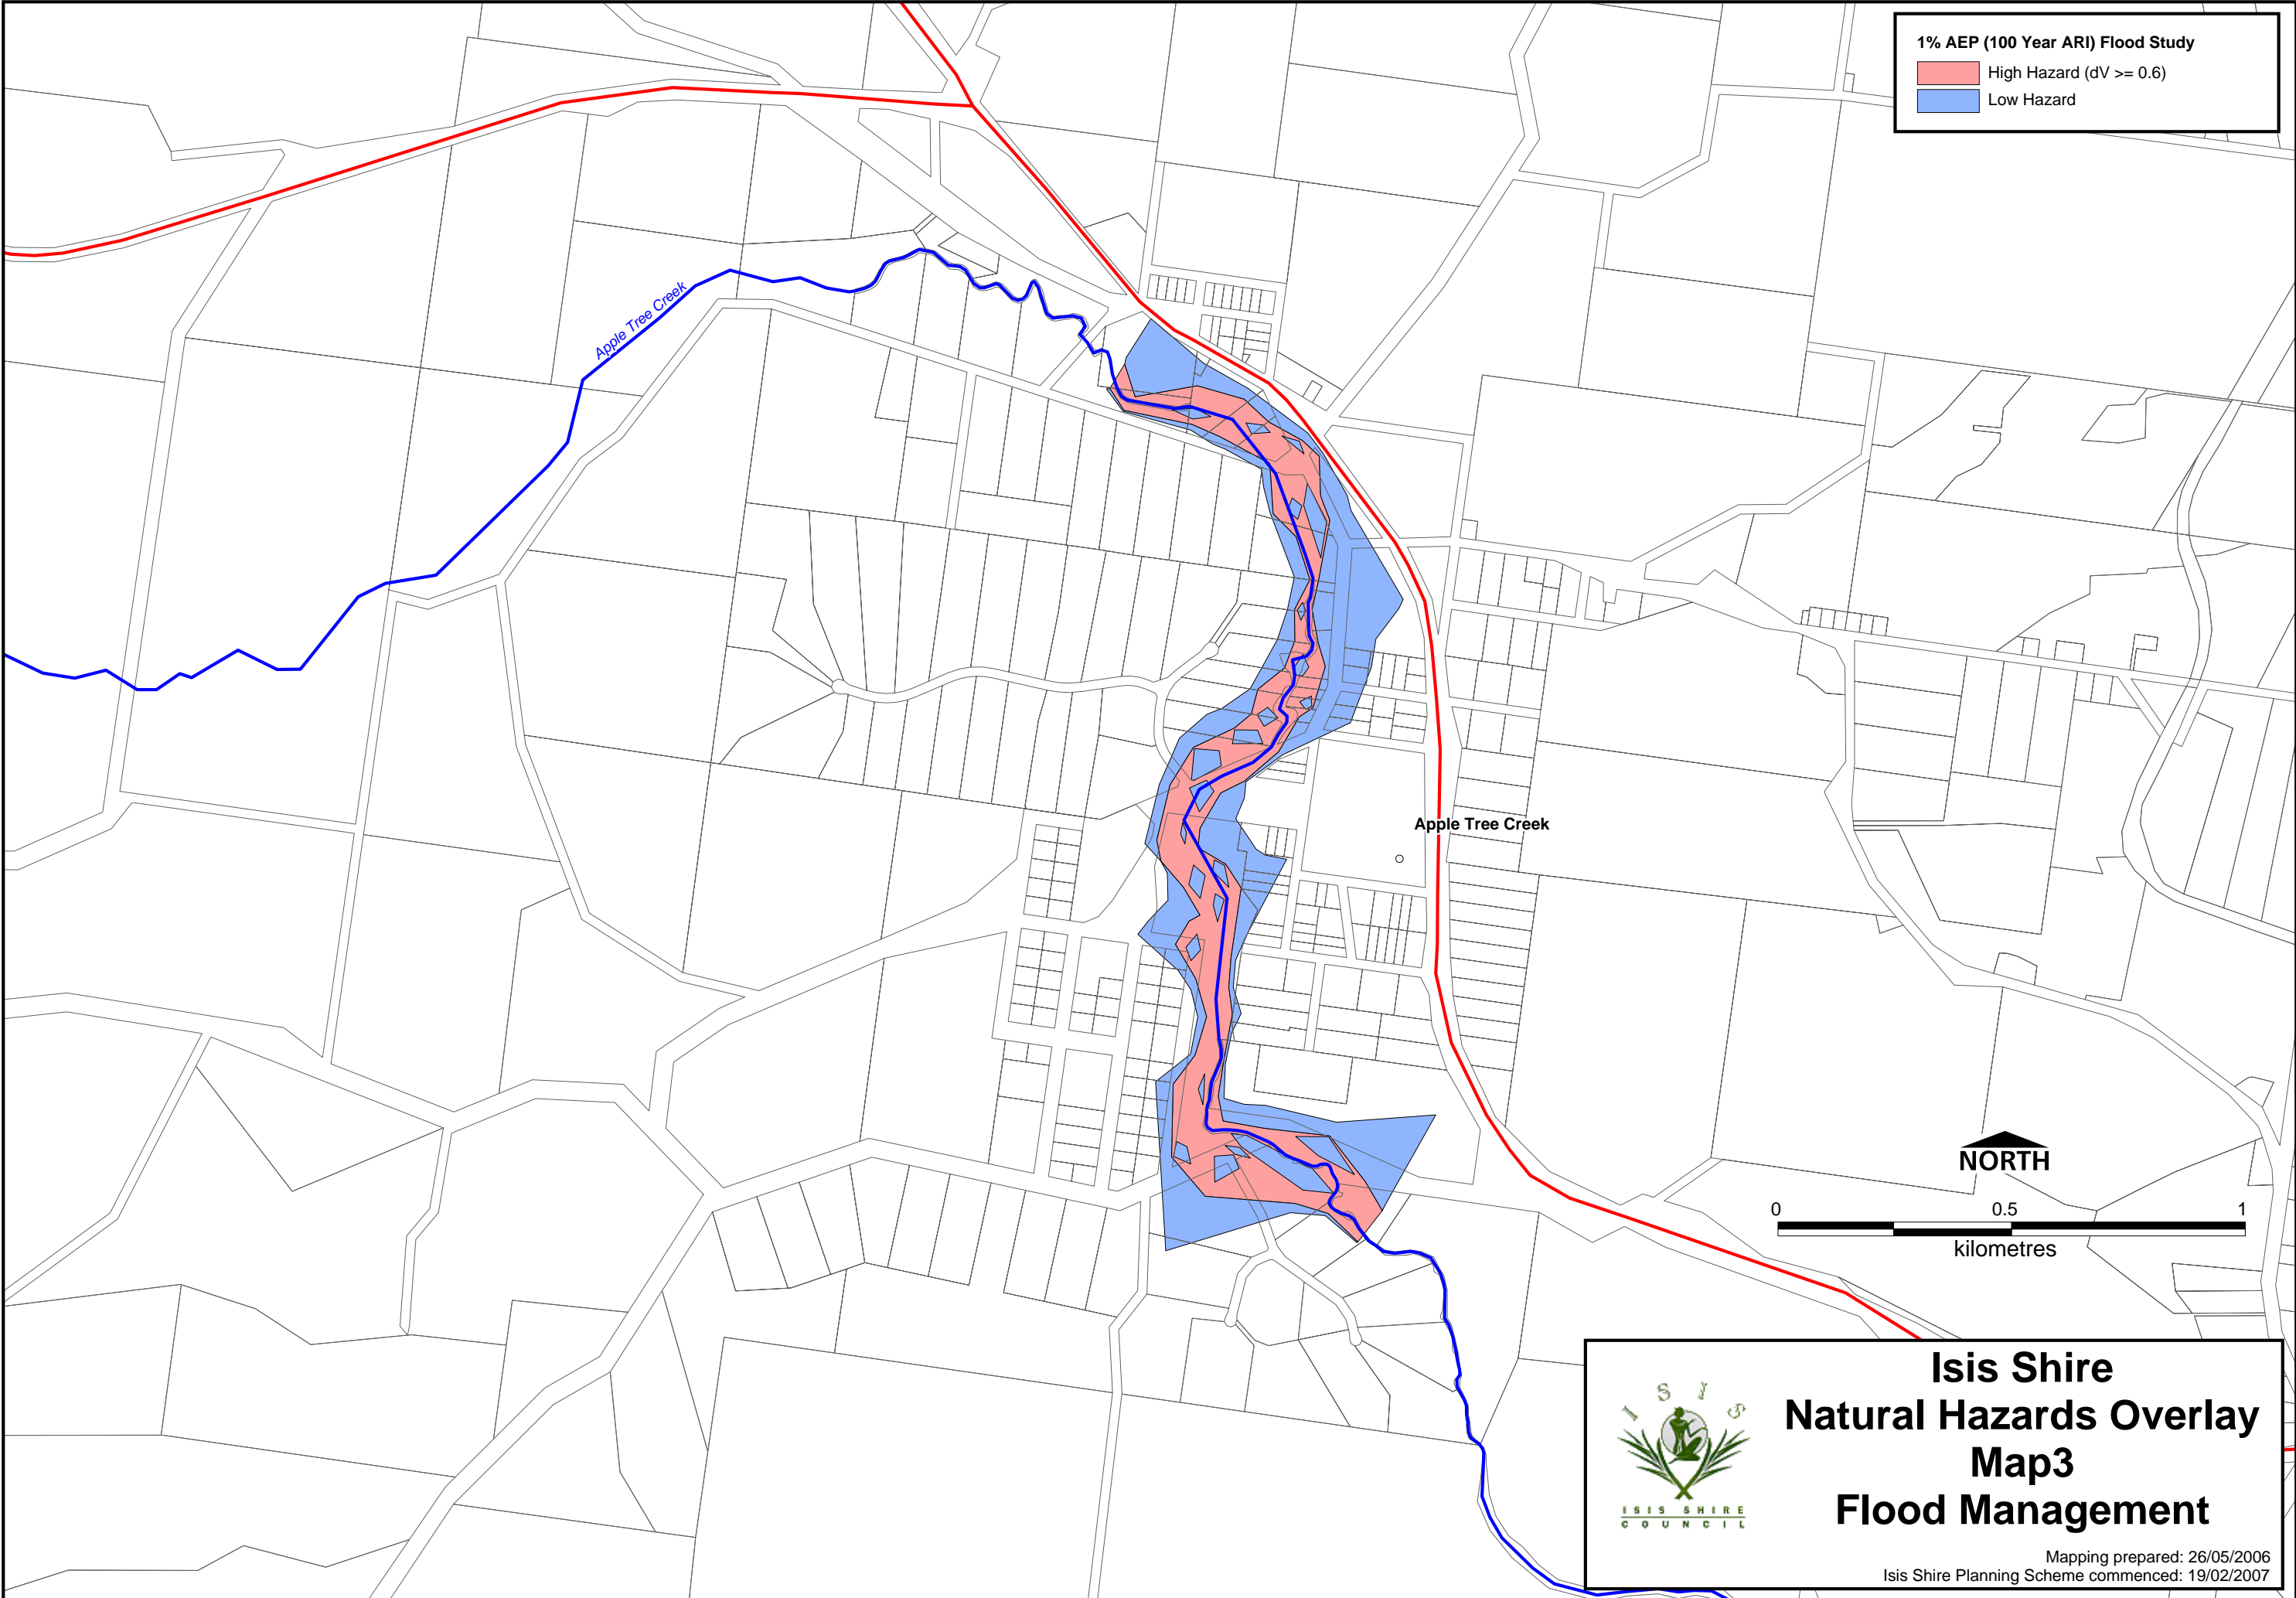 1% AEP (100 Year ARI) Flood Study
High Hazard (dV >= 0.6)
Low Hazard
Apple Tree Creek
Apple Tree Creek
NORTH
0 0.5 1
kilometres
Isis Shire
Natural Hazards Overlay
Map3
Flood Management
I S I S
ISIS SHIRE
COUNCIL
Mapping prepared: 26/05/2006
Isis Shire Planning Scheme commenced: 19/02/2007